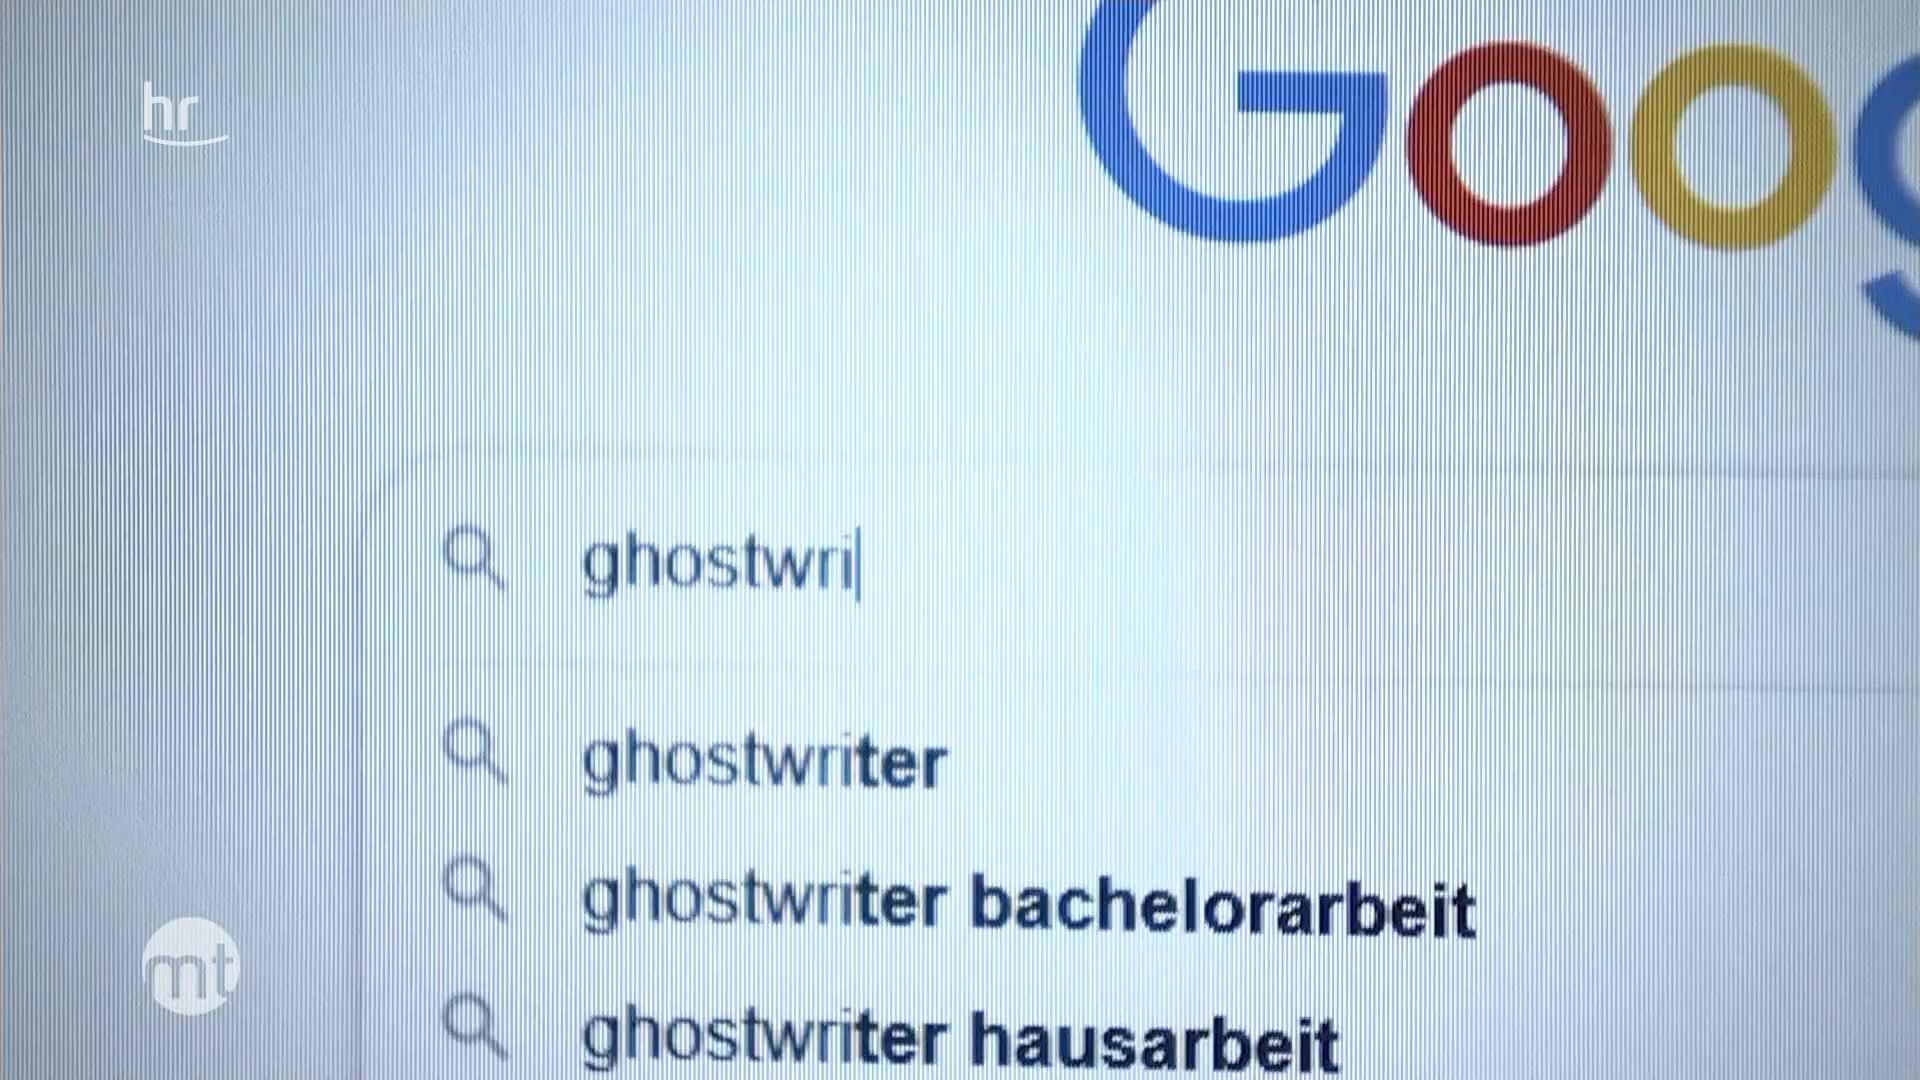 hr
Goog
ghostwri
ghostwriter
ghostwriter bachelorarbeit
mt
ghostwriter hausarbeit